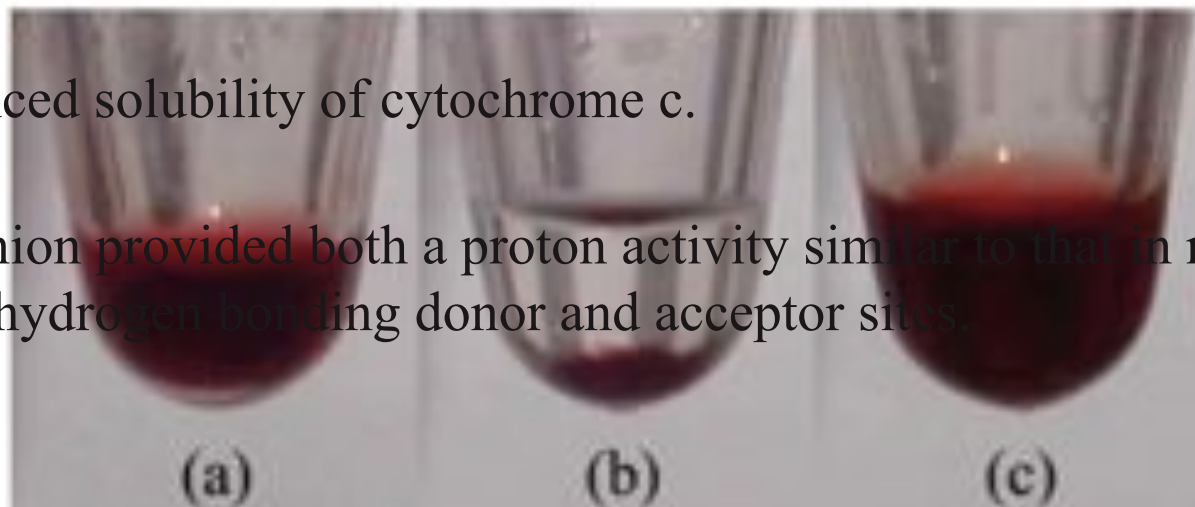 ced solubility of cytochrome c.
nion provided both a proton activity similar to that in
hydrogen bonding donor and acceptor sites.
(a) (b) (c)